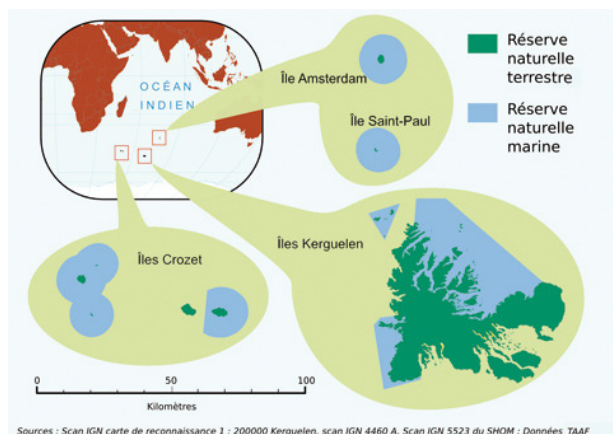 OCÉAN
INDIEN
Île Amsterdam
Île Saint-Paul
Réserve
naturelle
terrestre
Réserve
naturelle
marine
Îles Crozet
Îles Kerguelen
0
50
100
Kilomètres
Sources : Scan IGN carte de reconnaissance 1 : 200000 Kerguelen, scan IGN 4460 A, Scan IGN 5523 du SHOM ; Données TAAF